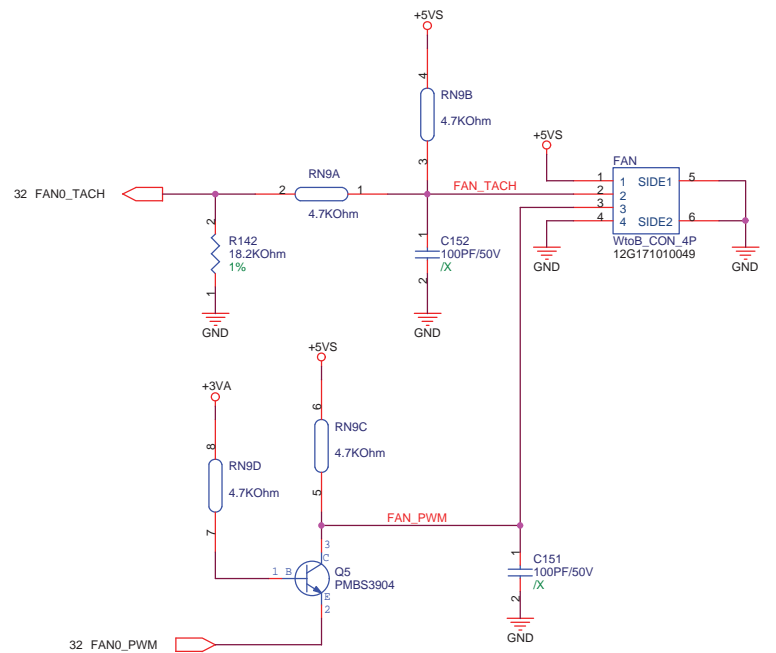 +5VS
4
RN9B
4.7KOhm
3
+5VS
FAN
1 1 SIDE1 5
2 2
3 3
4 4 SIDE2 6
WtoB_CON_4P
12G171010049
GND
GND
RN9A
32 FAN0_TACH
2
1
4.7KOhm
FAN_TACH
2
R142
18.2KOhm
1%
1
GND
1
C152
100PF/50V
/X
2
GND
+5VS
+3VA
6
RN9C
4.7KOhm
5
8
RN9D
4.7KOhm
7
FAN_PWM
3
C
1 B
Q5
PMBS3904
E
2
1
C151
100PF/50V
/X
2
GND
32 FAN0_PWM